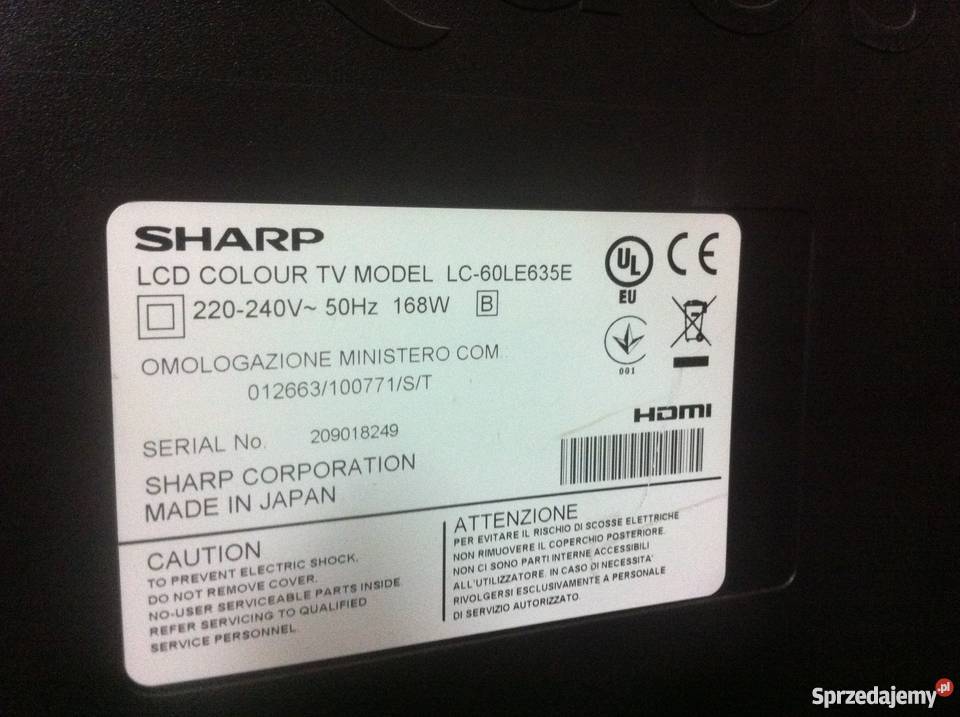 SHARP
LCD COLOUR TV MODEL LC-60LE635E
220-240V~ 50Hz 168W B
OMOLOGAZIONE MINISTERO COM.
012663/100771/S/T
SERIAL No. 209018249
SHARP CORPORATION
MADE IN JAPAN
UL
EU
CE
001
HDMI
CAUTION
TO PREVENT ELECTRIC SHOCK,
DO NOT REMOVE COVER.
NO-USER SERVICEABLE PARTS INSIDE.
REFER SERVICING TO QUALIFIED
SERVICE PERSONNEL.
ATTENZIONE
PER EVITARE IL RISCHIO DI SCOSSE ELETTRICHE
NON RIMUOVERE IL COPERCHIO POSTERIORE.
NON CI SONO PARTI INTERNE ACCESSIBILI
ALL'UTILIZZATORE. IN CASO DI NECESSITA'
RIVOLGERSI ESCLUSIVAMENTE A PERSONALE
DI SERVIZIO AUTORIZZATO.
Sprzedajemy.pl